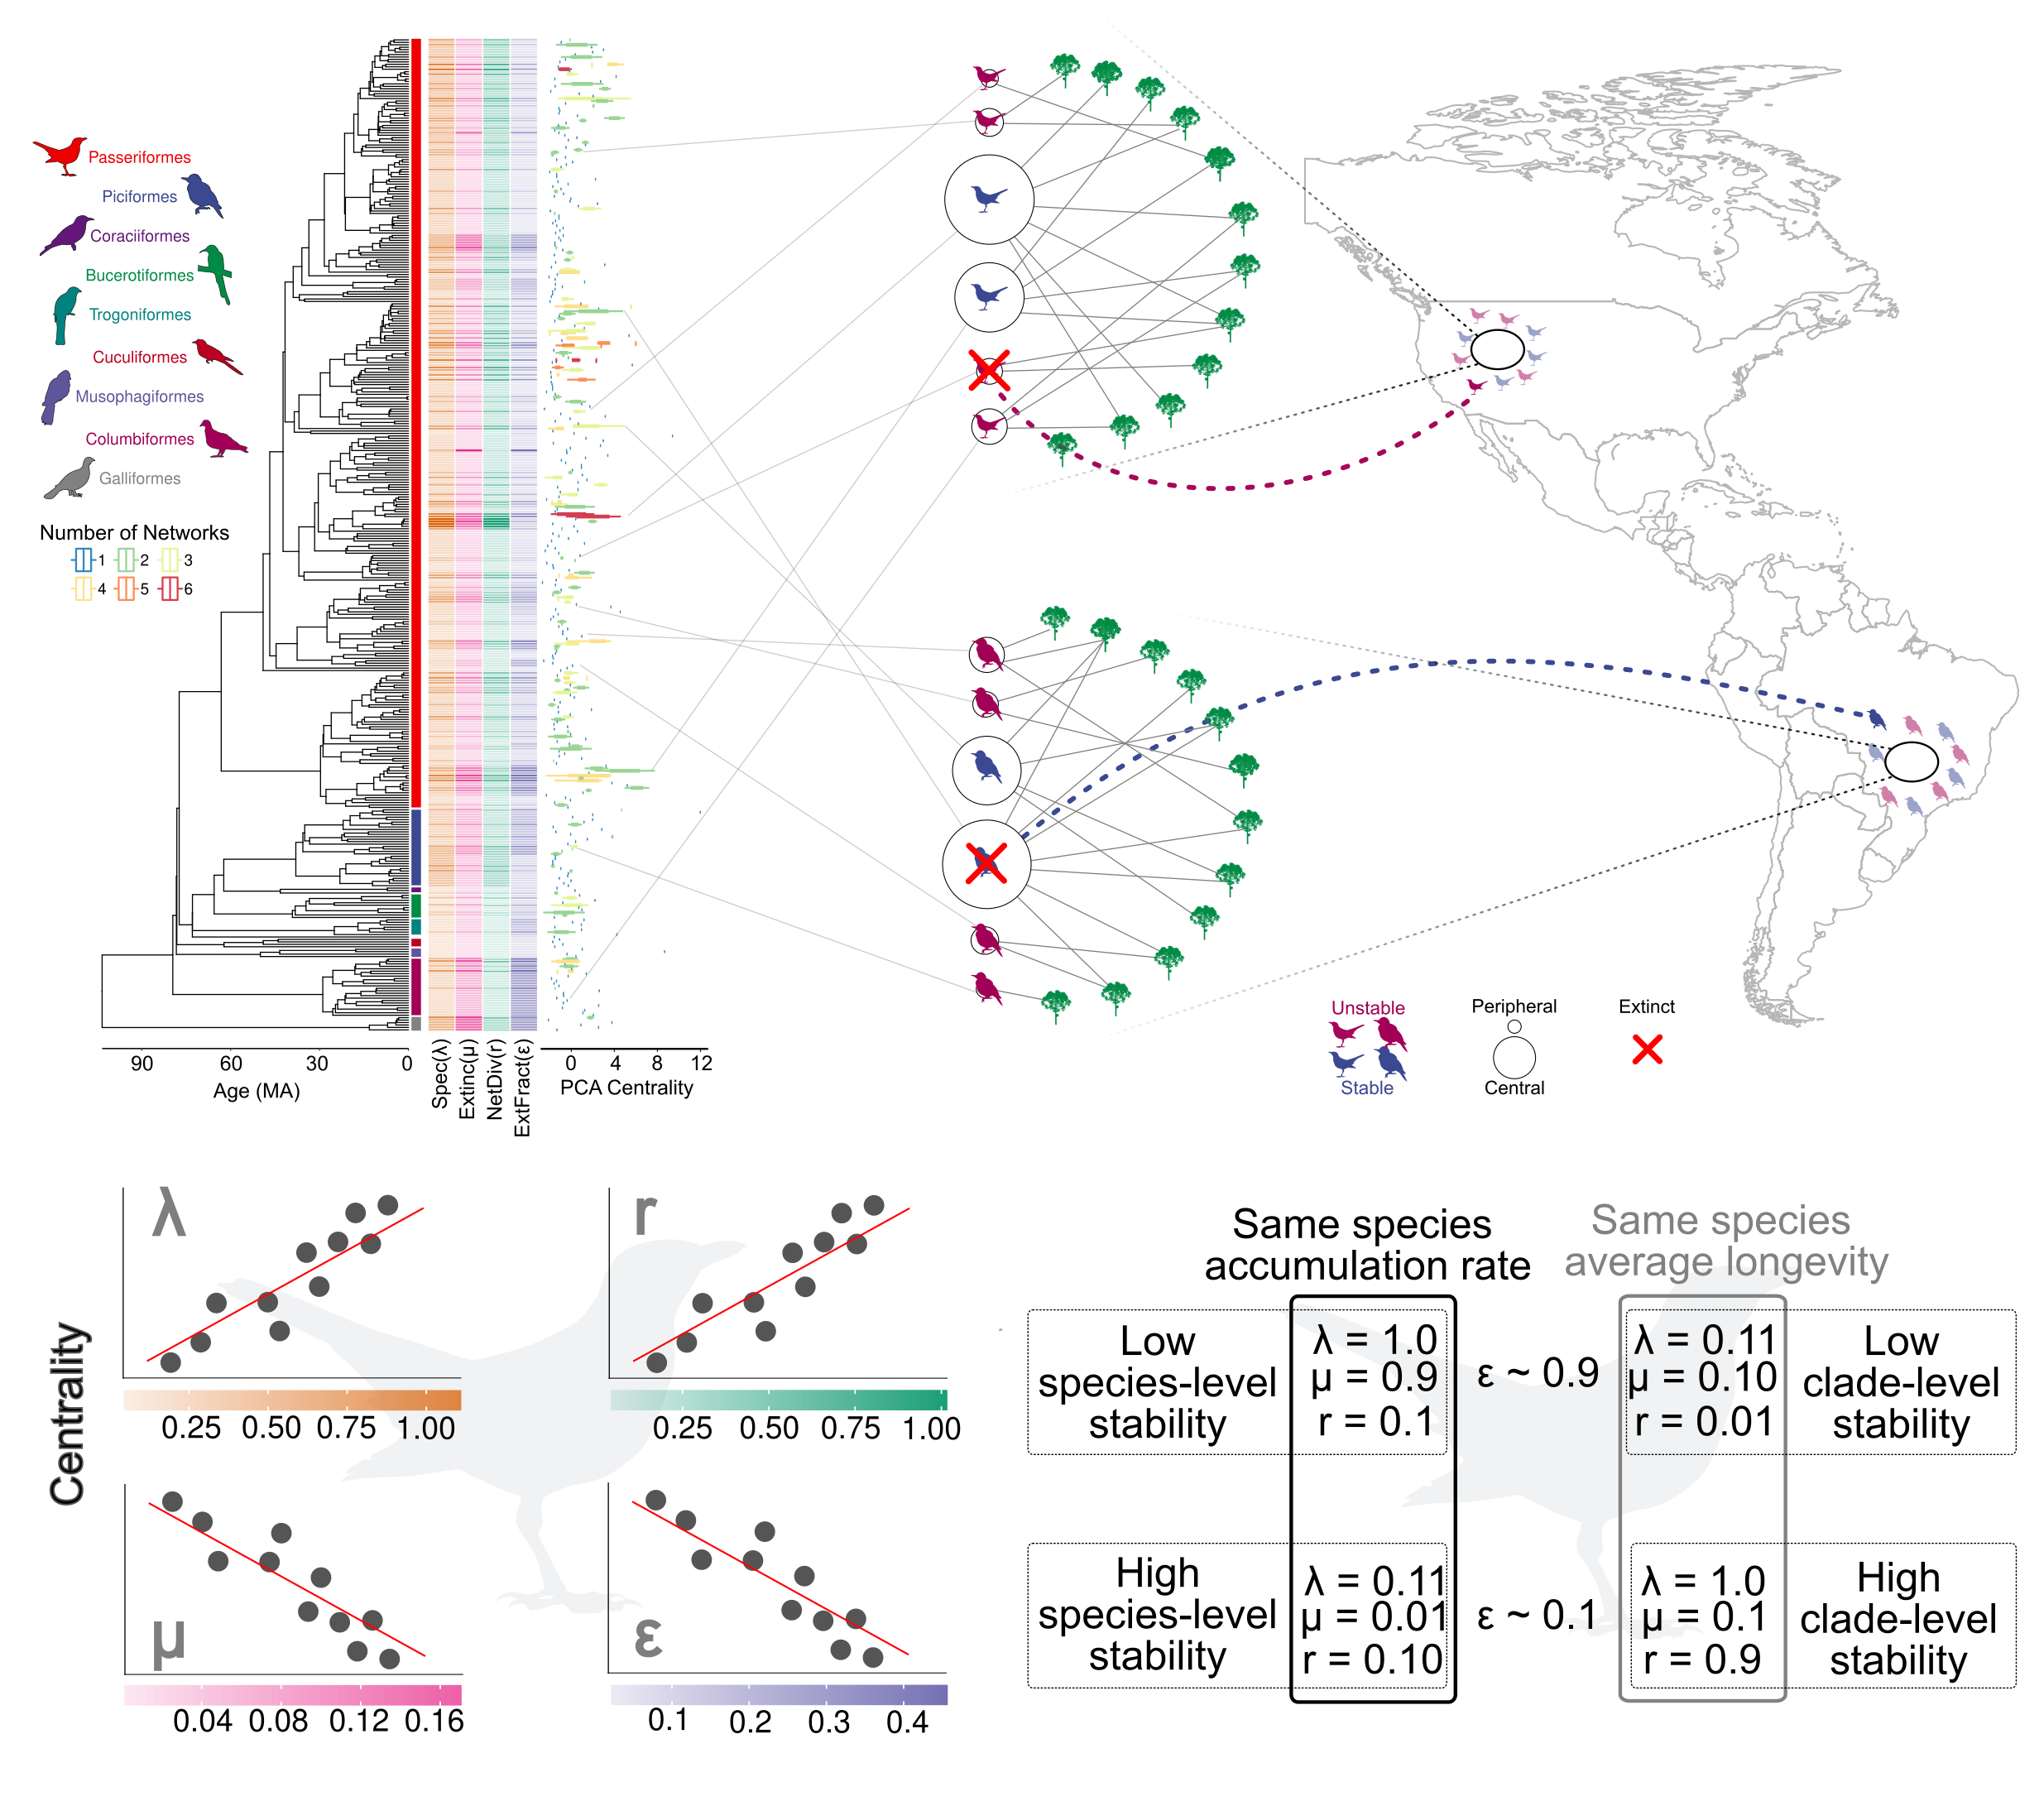 Passeriformes
Piciformes
Coraciiformes
Bucerotiformes
Trogoniformes
Cuculiformes
Musophagiformes
Columbiformes
Galliformes
Number of Networks
1 2 3
4 5 6
90 60 30 0
Age (MA)
Spec(λ)
Extinc(μ)
NetDiv(r)
ExtFract(ε)
0 4 8 12
PCA Centrality
Unstable
Stable
Peripheral
Central
Extinct
Centrality
λ
0.25 0.50 0.75 1.00
r
0.25 0.50 0.75 1.00
μ
0.04 0.08 0.12 0.16
ε
0.1 0.2 0.3 0.4
Same species
accumulation rate
Same species
average longevity
Low
species-level
stability
λ = 1.0
μ = 0.9
r = 0.1
ε ~ 0.9
λ = 0.11
μ = 0.10
r = 0.01
Low
clade-level
stability
High
species-level
stability
λ = 0.11
μ = 0.01
r = 0.10
ε ~ 0.1
λ = 1.0
μ = 0.1
r = 0.9
High
clade-level
stability